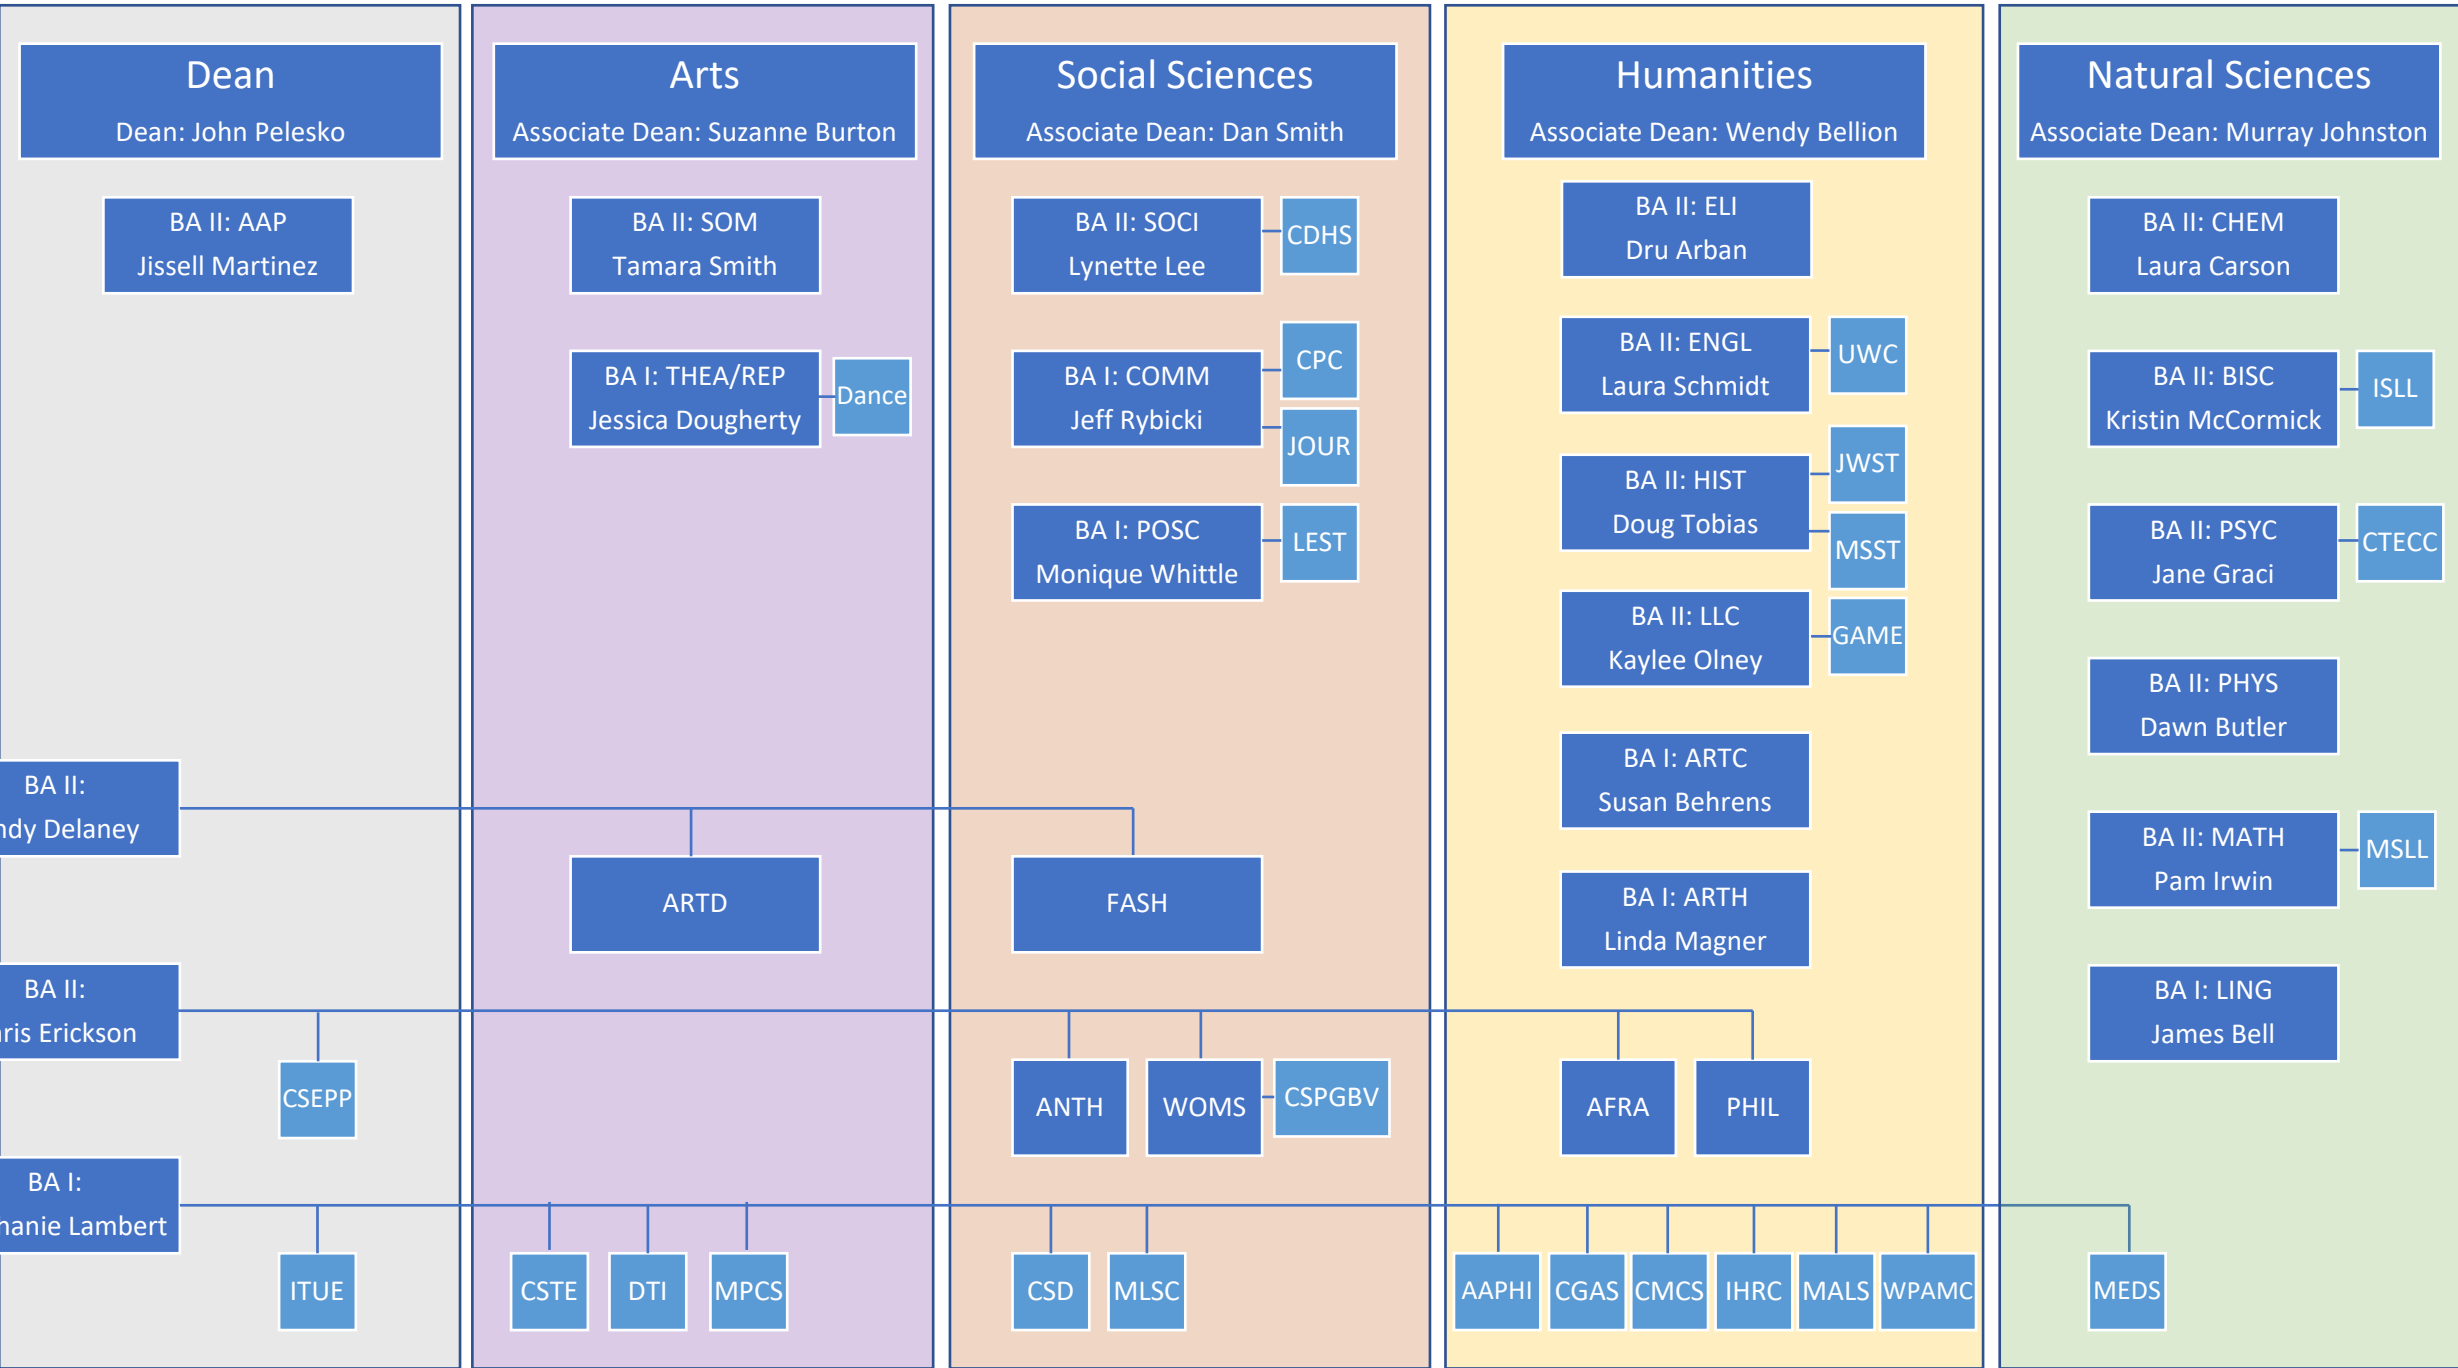 Dean
Dean: John Pelesko
BA II: AAP
Jissell Martinez
BA II:
ndy Delaney
BA II:
ris Erickson
CSEPP
BA I:
hanie Lambert
ITUE
Arts
Associate Dean: Suzanne Burton
BA II: SOM
Tamara Smith
BA I: THEA/REP
Jessica Dougherty
Dance
ARTD
CSTE
DTI
MPCS
Social Sciences
Associate Dean: Dan Smith
BA II: SOCI
Lynette Lee
CDHS
BA I: COMM
Jeff Rybicki
CPC
JOUR
BA I: POSC
Monique Whittle
LEST
FASH
ANTH
WOMS
CSPGBV
CSD
MLSC
Humanities
Associate Dean: Wendy Bellion
BA II: ELI
Dru Arban
BA II: ENGL
Laura Schmidt
UWC
BA II: HIST
Doug Tobias
JWST
MSST
BA II: LLC
Kaylee Olney
GAME
BA I: ARTC
Susan Behrens
BA I: ARTH
Linda Magner
AFRA
PHIL
AAPHI
CGAS
CMCS
IHRC
MALS
WPAMC
Natural Sciences
Associate Dean: Murray Johnston
BA II: CHEM
Laura Carson
BA II: BISC
Kristin McCormick
ISLL
BA II: PSYC
Jane Graci
CTECC
BA II: PHYS
Dawn Butler
BA II: MATH
Pam Irwin
MSLL
BA I: LING
James Bell
MEDS